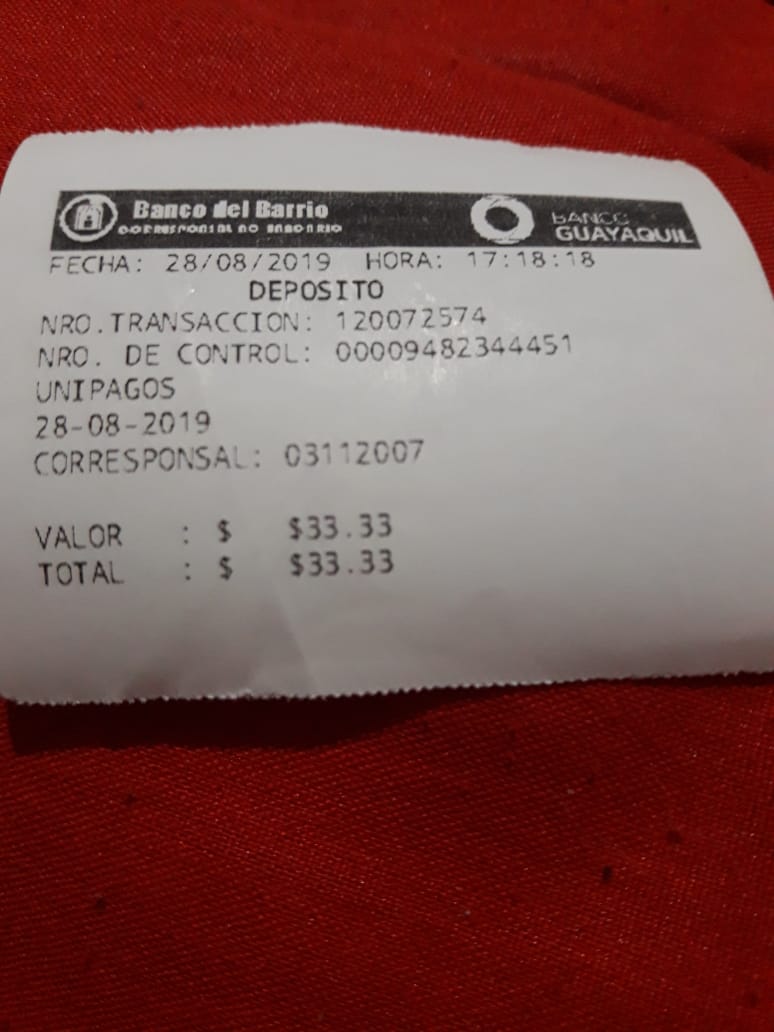 Banco del Barrio
CORRESPONSAL NO BANCARIO
BANCO
GUAYAQUIL
FECHA: 28/08/2019 HORA: 17:18:18
DEPOSITO
NRO.TRANSACCION: 120072574
NRO. DE CONTROL: 00009482344451
UNIPAGOS
28-08-2019
CORRESPONSAL: 03112007
VALOR : $ $33.33
TOTAL : $ $33.33